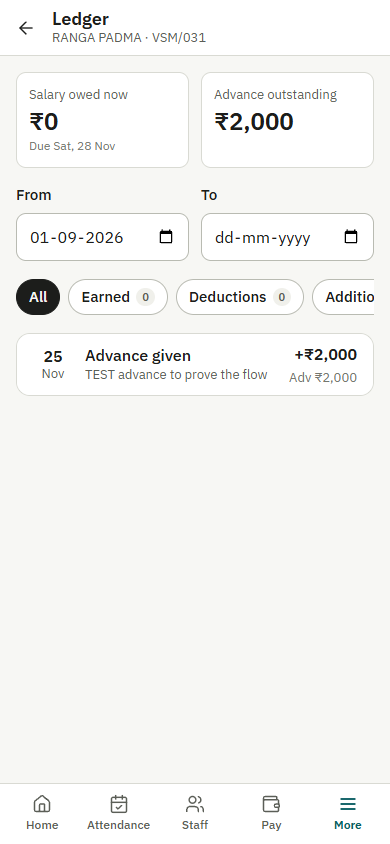 Ledger
RANGA PADMA · VSM/031
Salary owed now
₹0
Due Sat, 28 Nov
Advance outstanding
₹2,000
From
To
01-09-2026
dd-mm-yyyy
All
Earned 0
Deductions 0
Additio
25
Nov
Advance given
TEST advance to prove the flow
+₹2,000
Adv ₹2,000
Home
Attendance
Staff
Pay
More